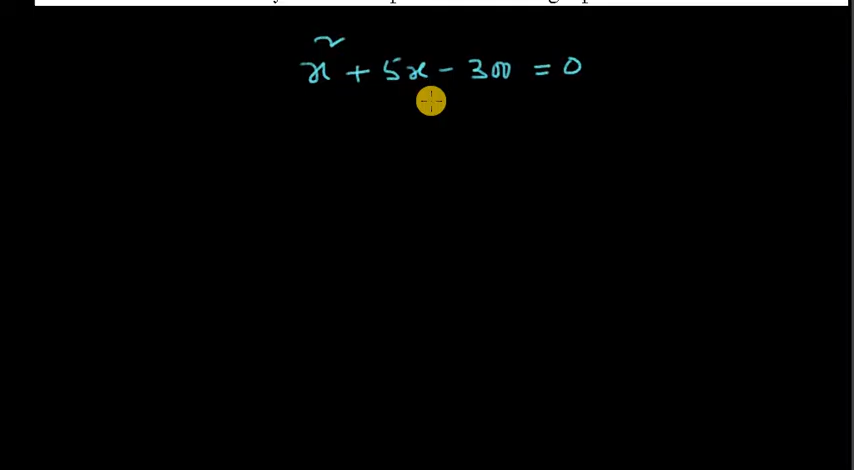 x² + 5x - 300 = 0